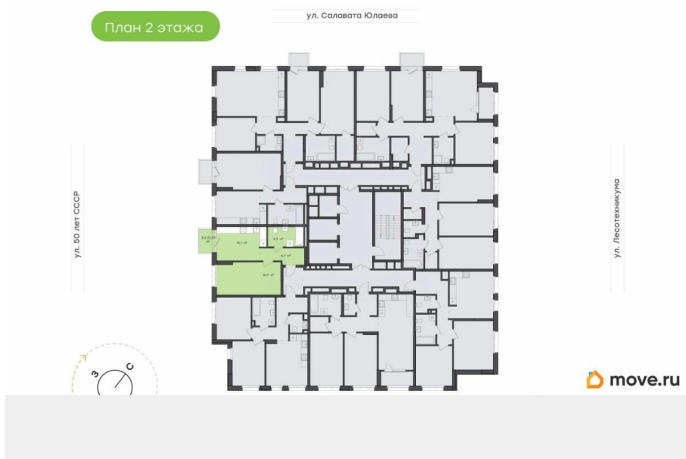 План 2 этажа
ул. Салавата Юлаева
ул. 50 лет СССР
ул. Лесотехникума
З
С
move.ru